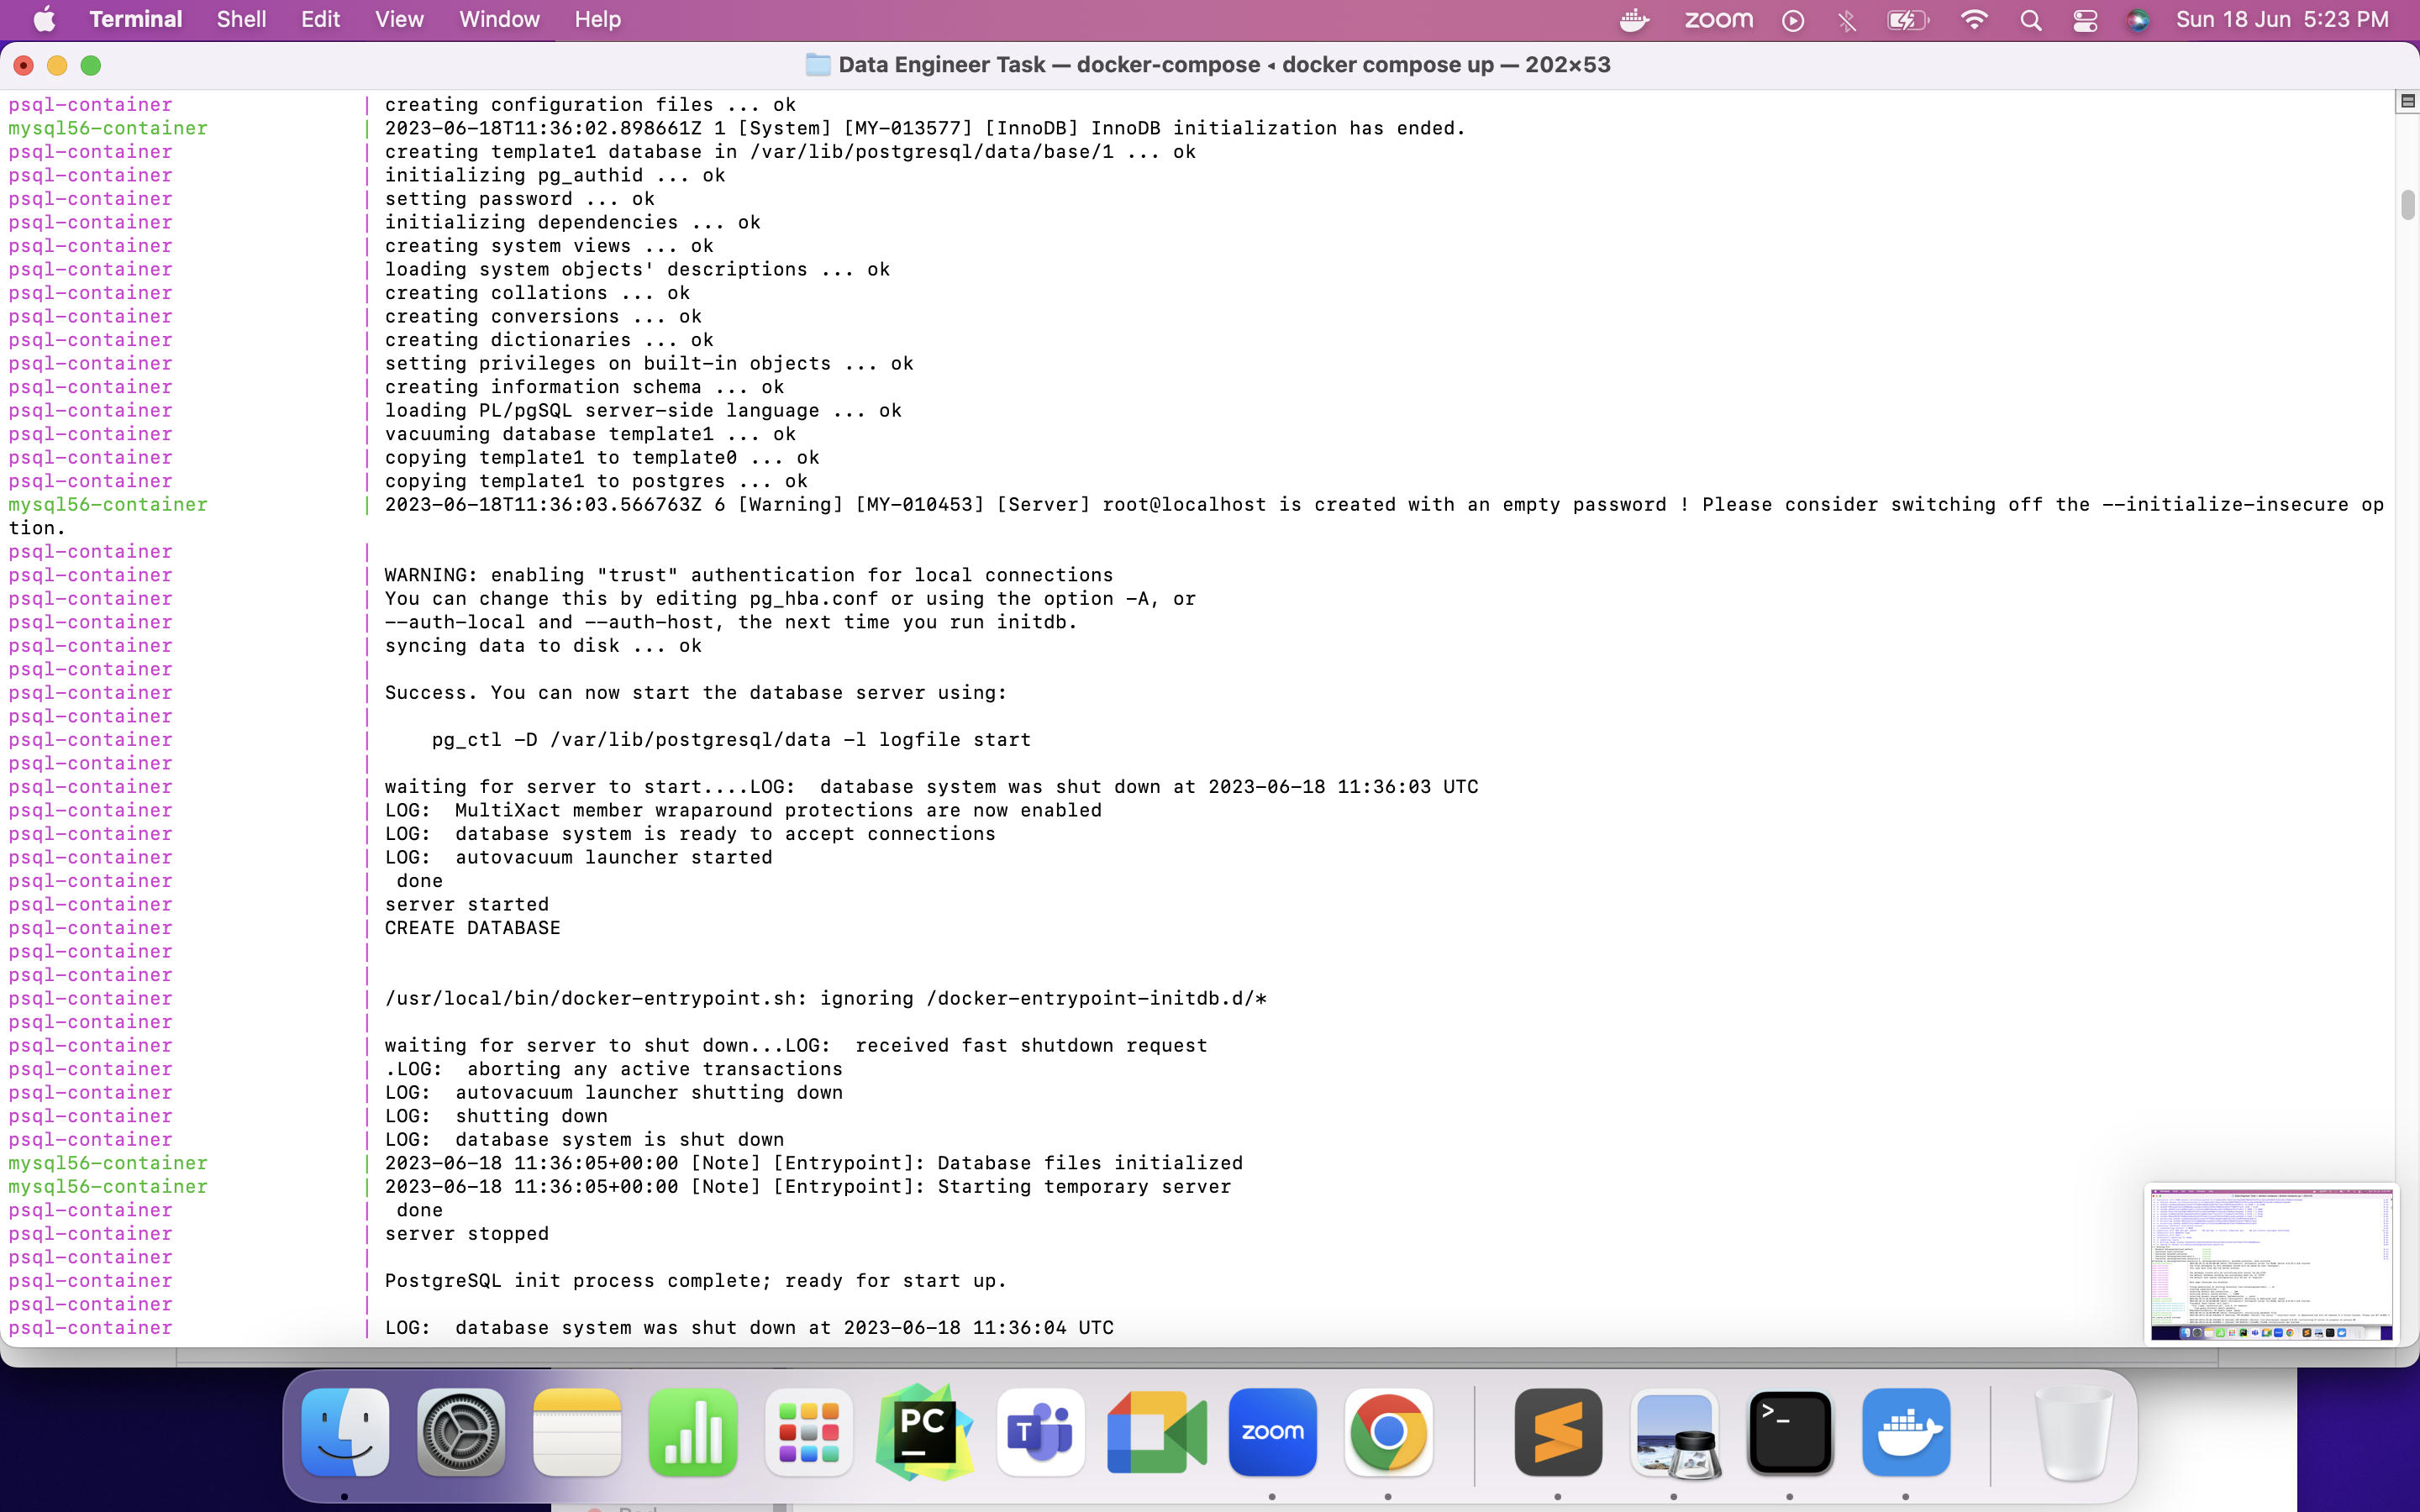 Terminal Shell Edit View Window Help zoom Sun 18 Jun 5:23 PM
Data Engineer Task — docker-compose ◂ docker compose up — 202×53
psql-container | creating configuration files ... ok
mysql56-container | 2023-06-18T11:36:02.898661Z 1 [System] [MY-013577] [InnoDB] InnoDB initialization has ended.
psql-container | creating template1 database in /var/lib/postgresql/data/base/1 ... ok
psql-container | initializing pg_authid ... ok
psql-container | setting password ... ok
psql-container | initializing dependencies ... ok
psql-container | creating system views ... ok
psql-container | loading system objects' descriptions ... ok
psql-container | creating collations ... ok
psql-container | creating conversions ... ok
psql-container | creating dictionaries ... ok
psql-container | setting privileges on built-in objects ... ok
psql-container | creating information schema ... ok
psql-container | loading PL/pgSQL server-side language ... ok
psql-container | vacuuming database template1 ... ok
psql-container | copying template1 to template0 ... ok
psql-container | copying template1 to postgres ... ok
mysql56-container | 2023-06-18T11:36:03.566763Z 6 [Warning] [MY-010453] [Server] root@localhost is created with an empty password ! Please consider switching off the --initialize-insecure op
tion.
psql-container |
psql-container | WARNING: enabling "trust" authentication for local connections
psql-container | You can change this by editing pg_hba.conf or using the option -A, or
psql-container | --auth-local and --auth-host, the next time you run initdb.
psql-container | syncing data to disk ... ok
psql-container |
psql-container | Success. You can now start the database server using:
psql-container |
psql-container | pg_ctl -D /var/lib/postgresql/data -l logfile start
psql-container |
psql-container | waiting for server to start....LOG:  database system was shut down at 2023-06-18 11:36:03 UTC
psql-container | LOG:  MultiXact member wraparound protections are now enabled
psql-container | LOG:  database system is ready to accept connections
psql-container | LOG:  autovacuum launcher started
psql-container | done
psql-container | server started
psql-container | CREATE DATABASE
psql-container |
psql-container |
psql-container | /usr/local/bin/docker-entrypoint.sh: ignoring /docker-entrypoint-initdb.d/*
psql-container |
psql-container | waiting for server to shut down...LOG:  received fast shutdown request
psql-container | .LOG:  aborting any active transactions
psql-container | LOG:  autovacuum launcher shutting down
psql-container | LOG:  shutting down
psql-container | LOG:  database system is shut down
mysql56-container | 2023-06-18 11:36:05+00:00 [Note] [Entrypoint]: Database files initialized
mysql56-container | 2023-06-18 11:36:05+00:00 [Note] [Entrypoint]: Starting temporary server
psql-container | done
psql-container | server stopped
psql-container |
psql-container | PostgreSQL init process complete; ready for start up.
psql-container |
psql-container | LOG:  database system was shut down at 2023-06-18 11:36:04 UTC
PC T zoom >_